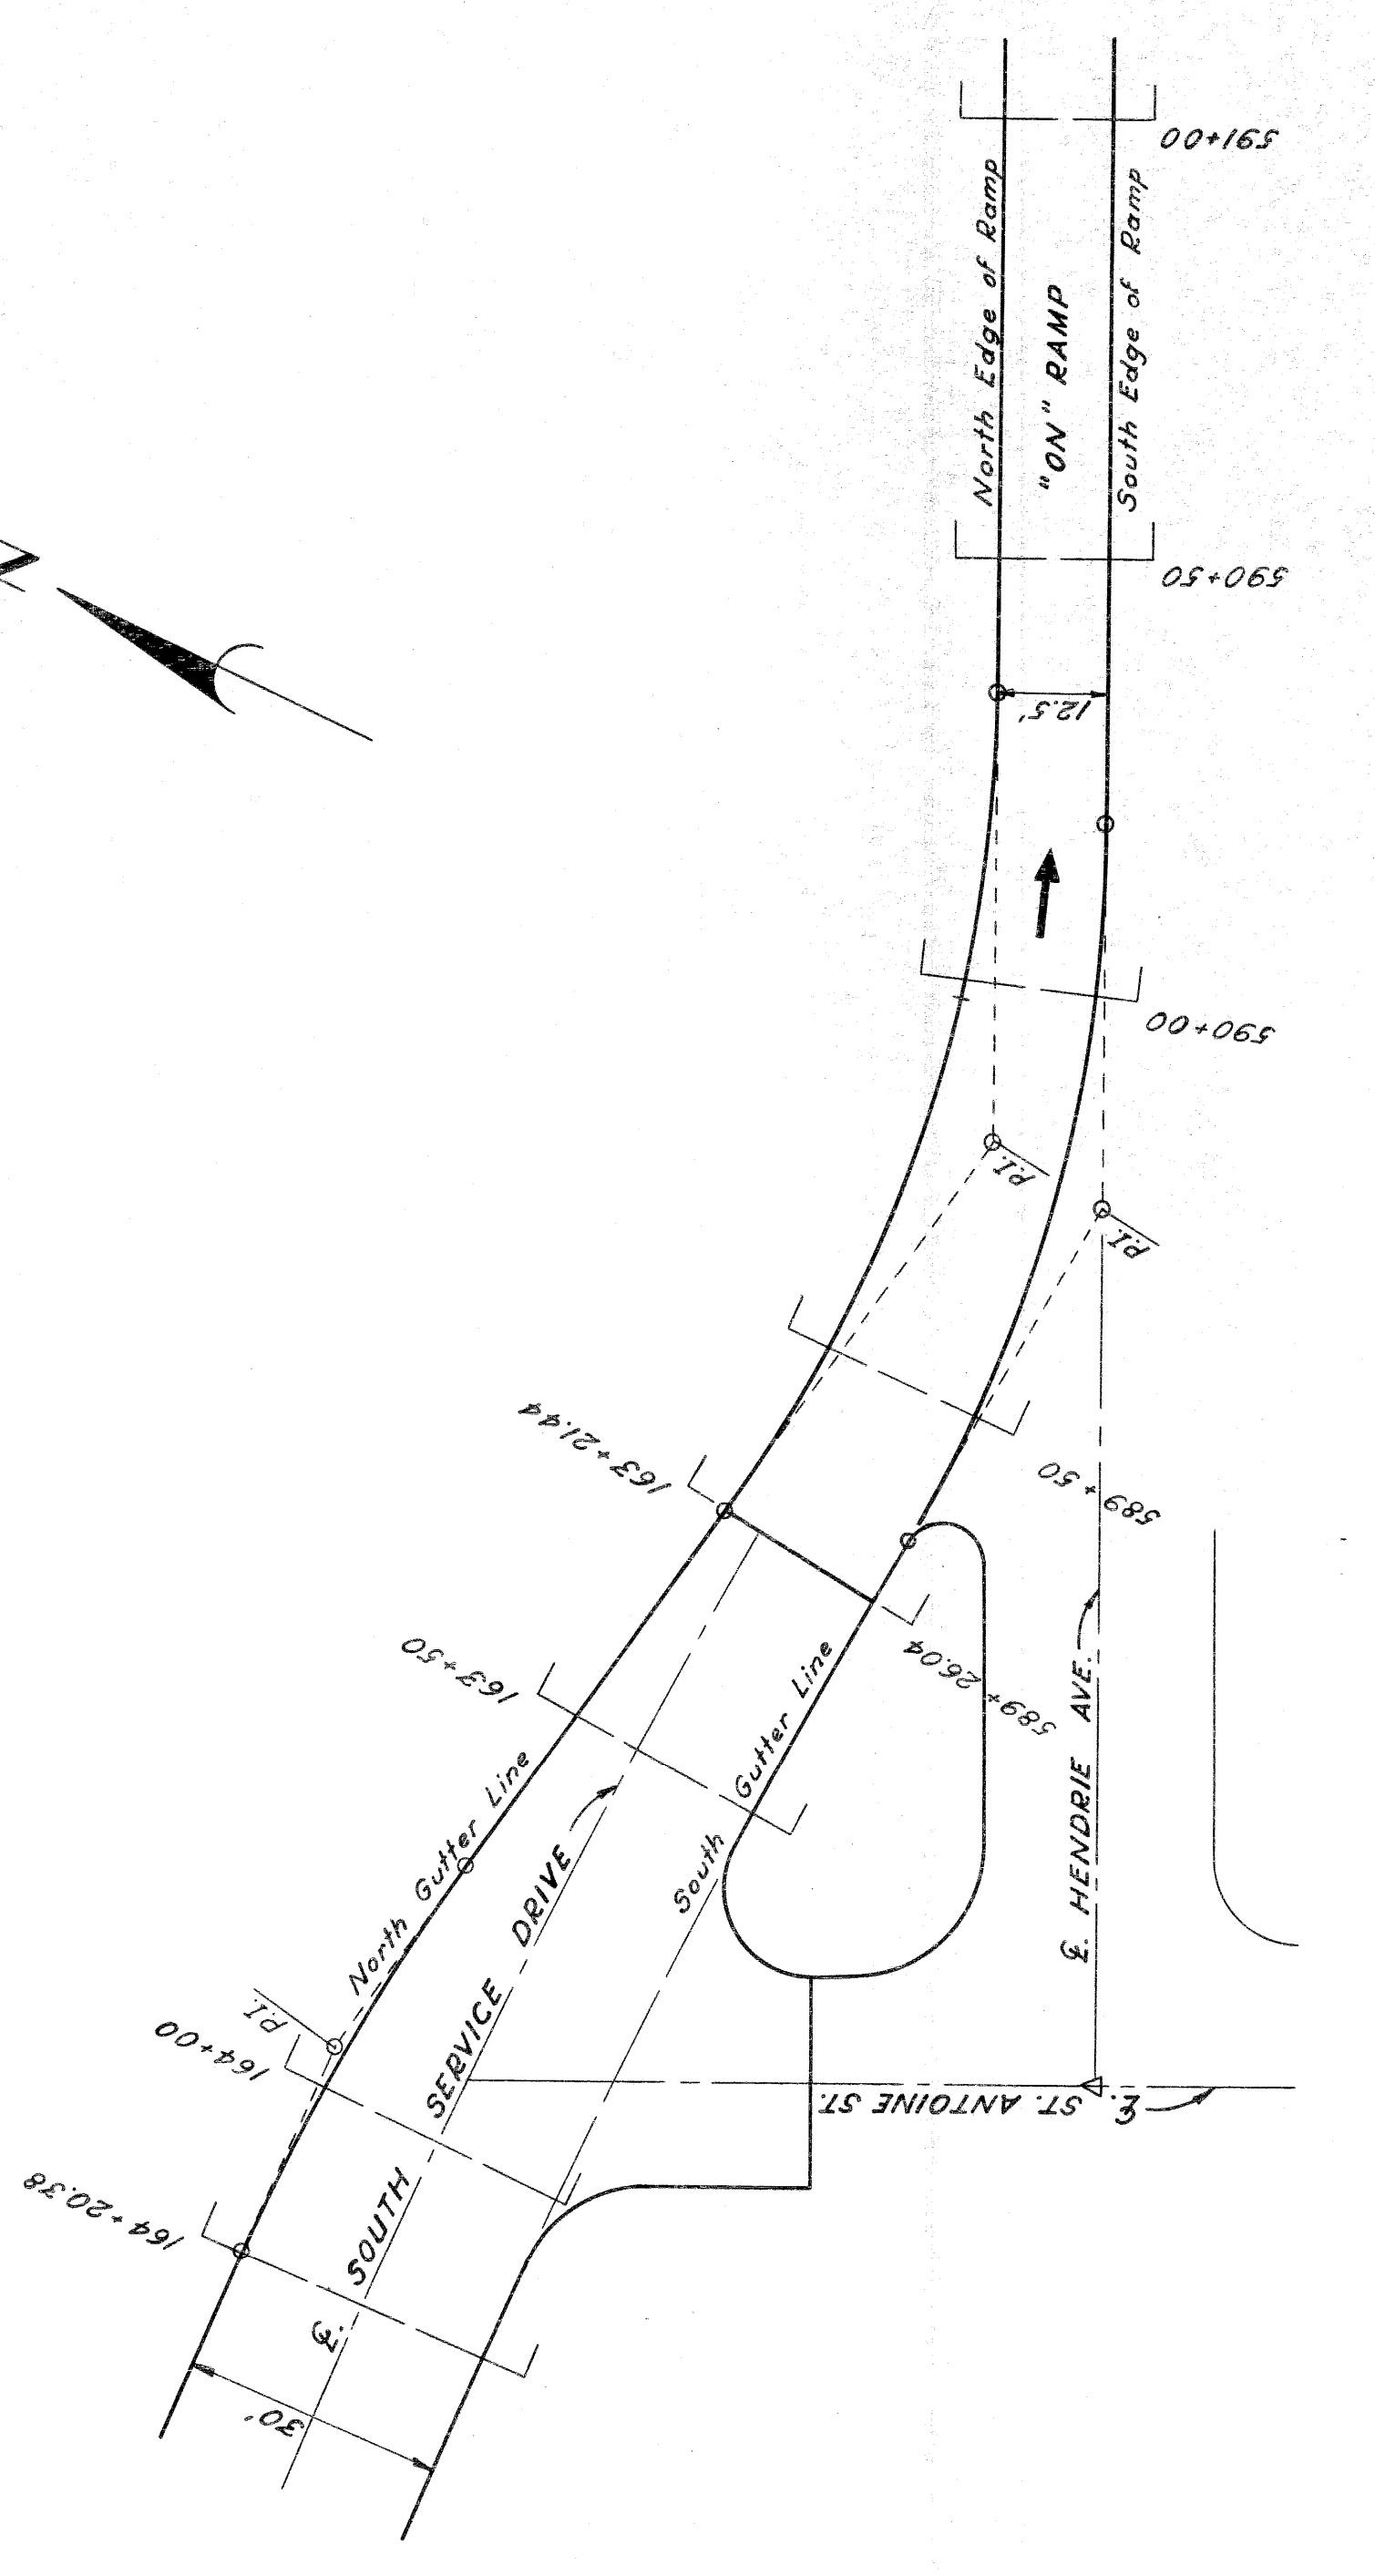 591+00
North Edge of Ramp
"ON" RAMP
South Edge of Ramp
N
590+50
12.5'
590+00
P.I.
P.I.
163+21.44
589+50
163+50
589+26.04
North Gutter Line
South Gutter Line
℄ HENDRIE AVE.
P.I.
164+00
℄ SOUTH SERVICE DRIVE
℄ ST. ANTOINE ST.
164+20.38
30'